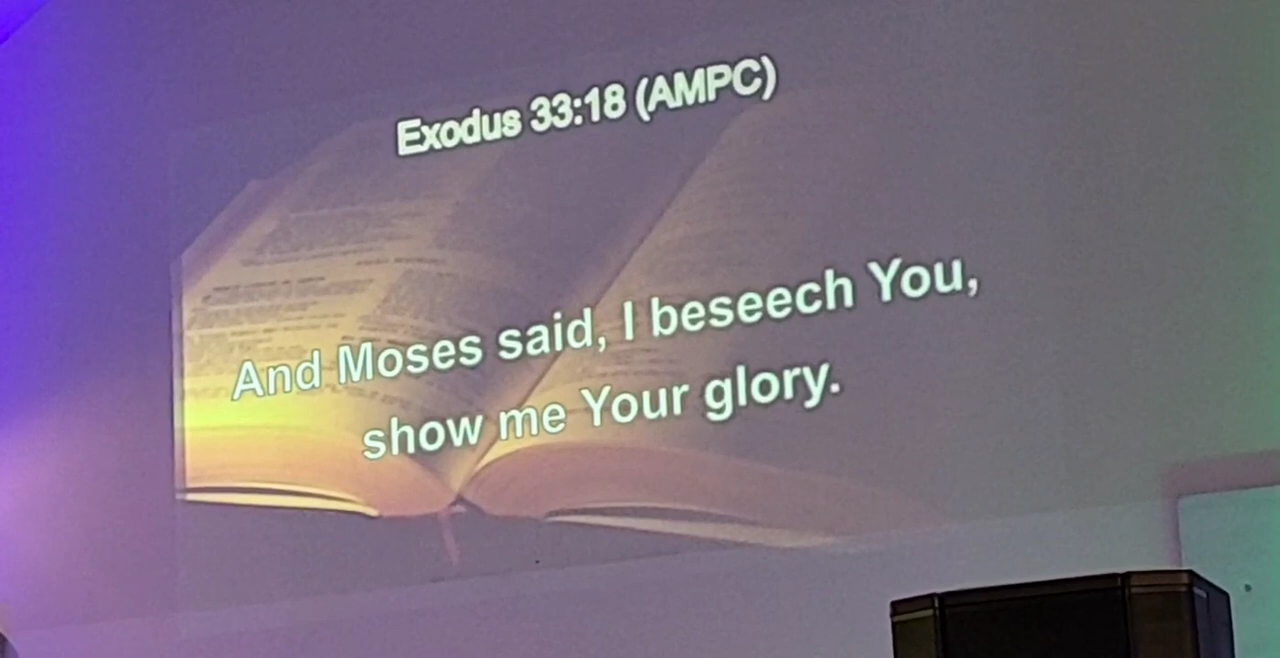 Exodus 33:18 (AMPC)
And Moses said, I beseech You,
show me Your glory.